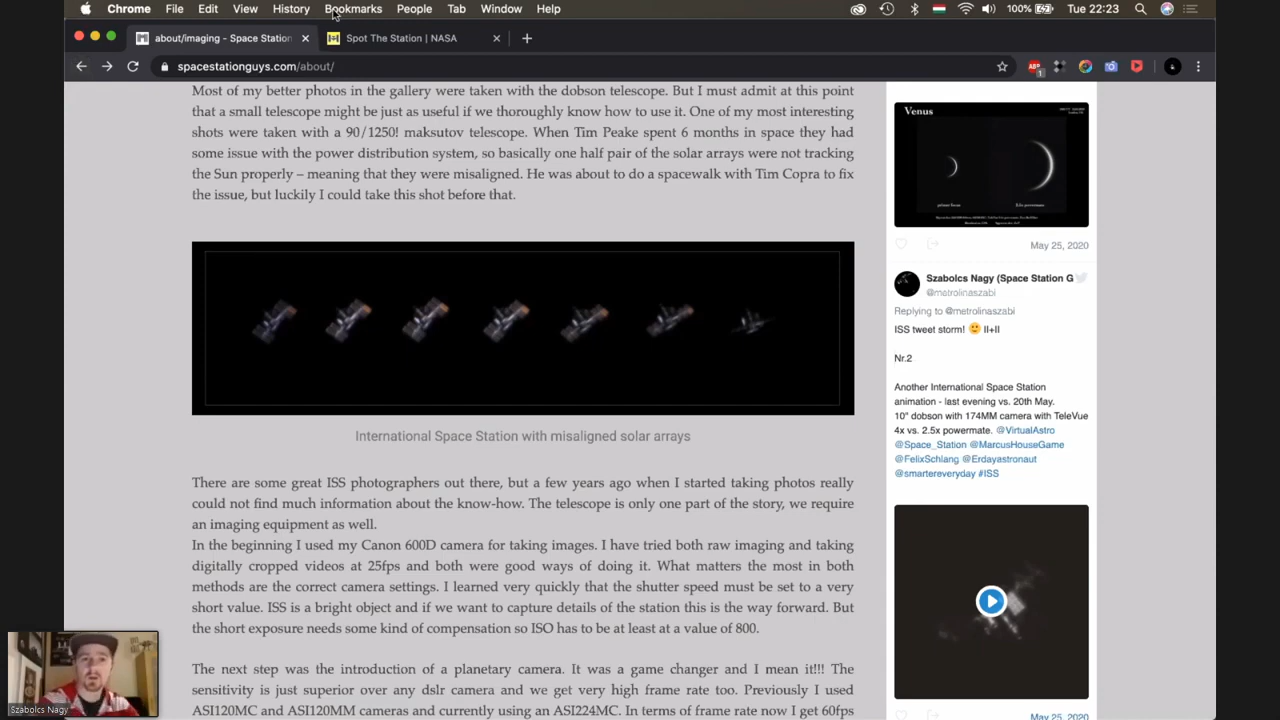 Chrome File Edit View History Bookmarks People Tab Window Help 100% Tue 22:23
about/imaging - Space Station Spot The Station | NASA
spacestationguys.com/about/
ABP
1
Most of my better photos in the gallery were taken with the dobson telescope. But I must admit at this point
that a small telescope might be just as useful if we thoroughly know how to use it. One of my most interesting
shots were taken with a 90/1250! maksutov telescope. When Tim Peake spent 6 months in space they had
some issue with the power distribution system, so basically one half pair of the solar arrays were not tracking
the Sun properly – meaning that they were misaligned. He was about to do a spacewalk with Tim Copra to fix
the issue, but luckily I could take this shot before that.
International Space Station with misaligned solar arrays
There are great ISS photographers out there, but a few years ago when I started taking photos really
could not find much information about the know-how. The telescope is only one part of the story, we require
an imaging equipment as well.
In the beginning I used my Canon 600D camera for taking images. I have tried both raw imaging and taking
digitally cropped videos at 25fps and both were good ways of doing it. What matters the most in both
methods are the correct camera settings. I learned very quickly that the shutter speed must be set to a very
short value. ISS is a bright object and if we want to capture details of the station this is the way forward. But
the short exposure needs some kind of compensation so ISO has to be at least at a value of 800.
The next step was the introduction of a planetary camera. It was a game changer and I mean it!!! The
sensitivity is just superior over any dslr camera and we get very high frame rate too. Previously I used
ASI120MC and ASI120MM cameras and currently using an ASI224MC. In terms of framerate now I get 60fps
Venus
May 25, 2020
Szabolcs Nagy (Space Station G
@metrolinaszabi
Replying to @metrolinaszabi
ISS tweet storm! 🙂 II+II
Nr.2
Another International Space Station
animation - last evening vs. 20th May.
10" dobson with 174MM camera with TeleVue
4x vs. 2.5x powermate. @VirtualAstro
@Space_Station @MarcusHouseGame
@FelixSchlang @Erdayastronaut
@smartereveryday #ISS
May 25, 2020
Szabolcs Nagy